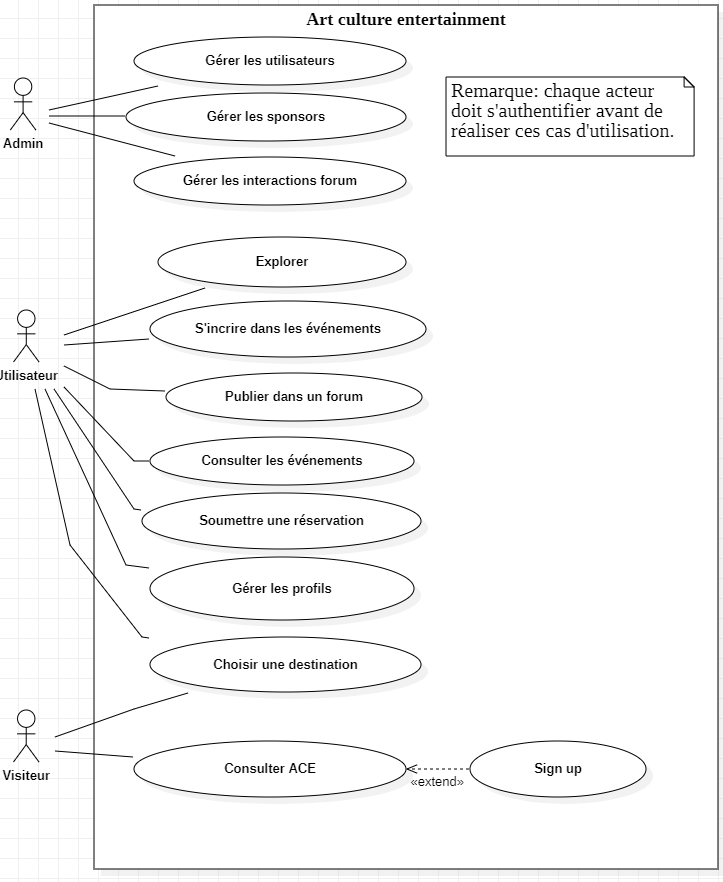 Art culture entertainment
Gérer les utilisateurs
Remarque: chaque acteur
doit s'authentifier avant de
réaliser ces cas d'utilisation.
Gérer les sponsors
Admin
Gérer les interactions forum
Explorer
S'incrire dans les événements
Utilisateur
Publier dans un forum
Consulter les événements
Soumettre une réservation
Gérer les profils
Choisir une destination
Visiteur
Consulter ACE
«extend»
Sign up